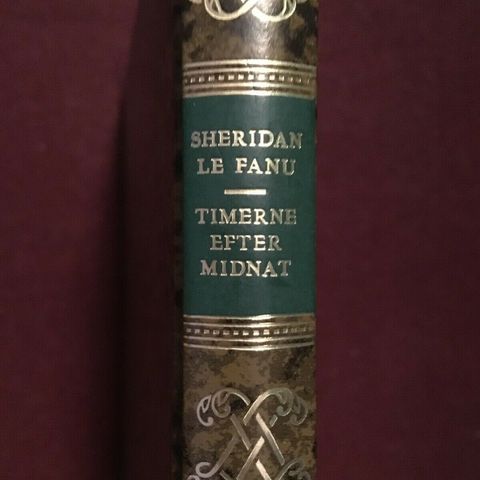 SHERIDAN
LE FANU
TIMERNE
EFTER
MIDNAT